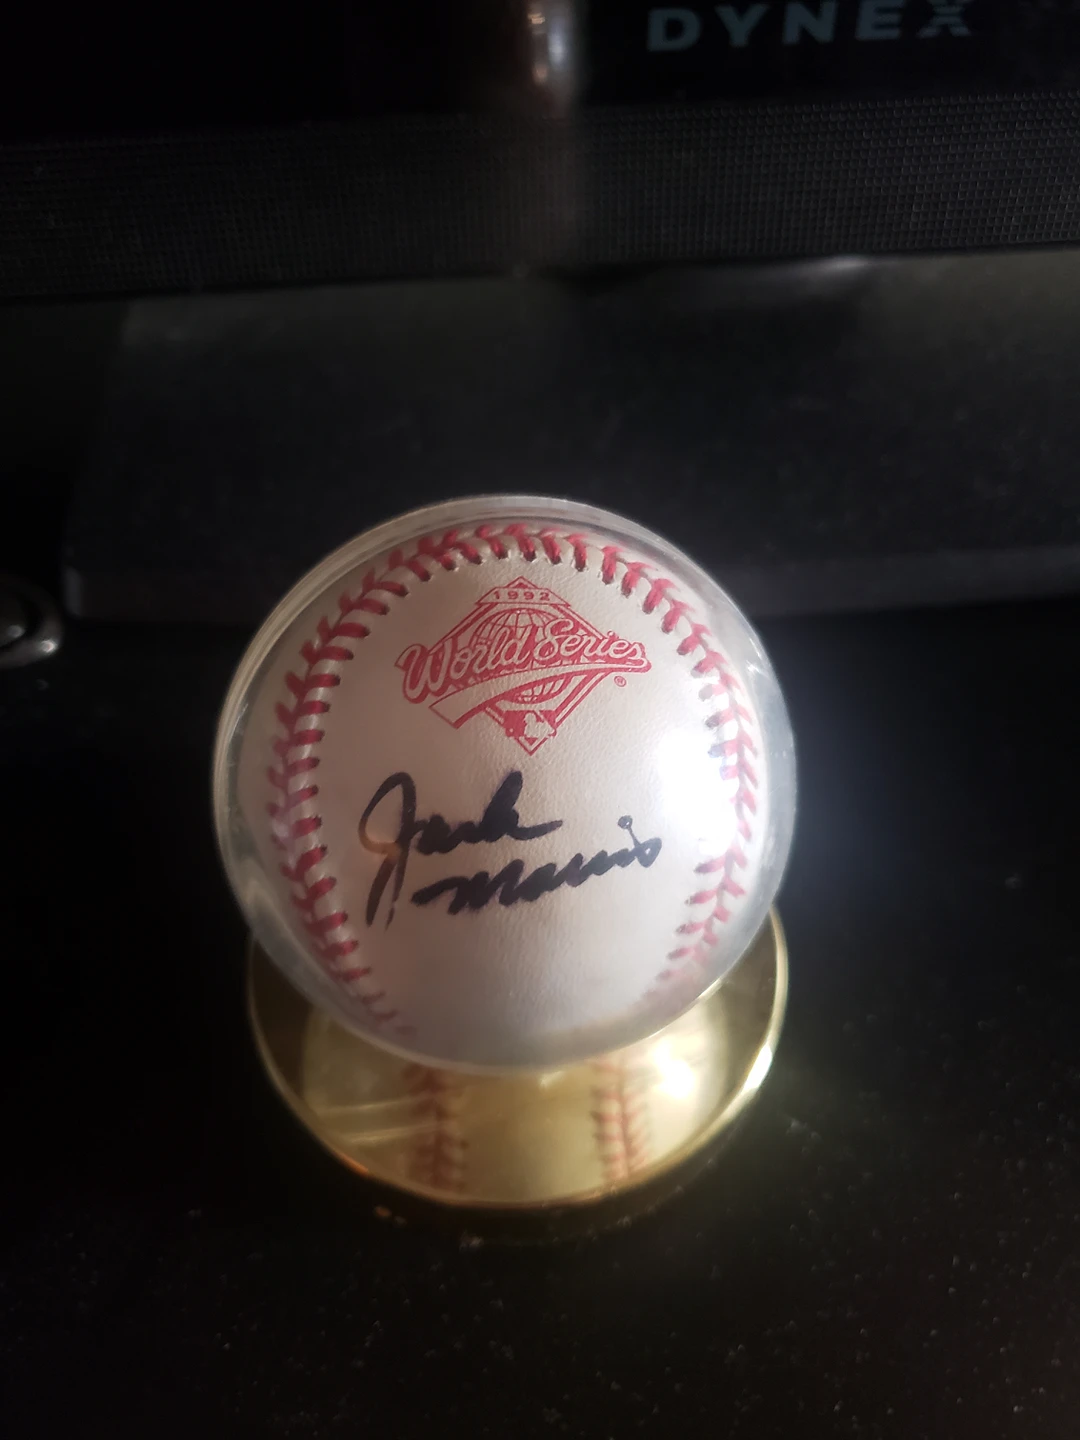 DYNEX
1992
World Series
®
Jack
Morris